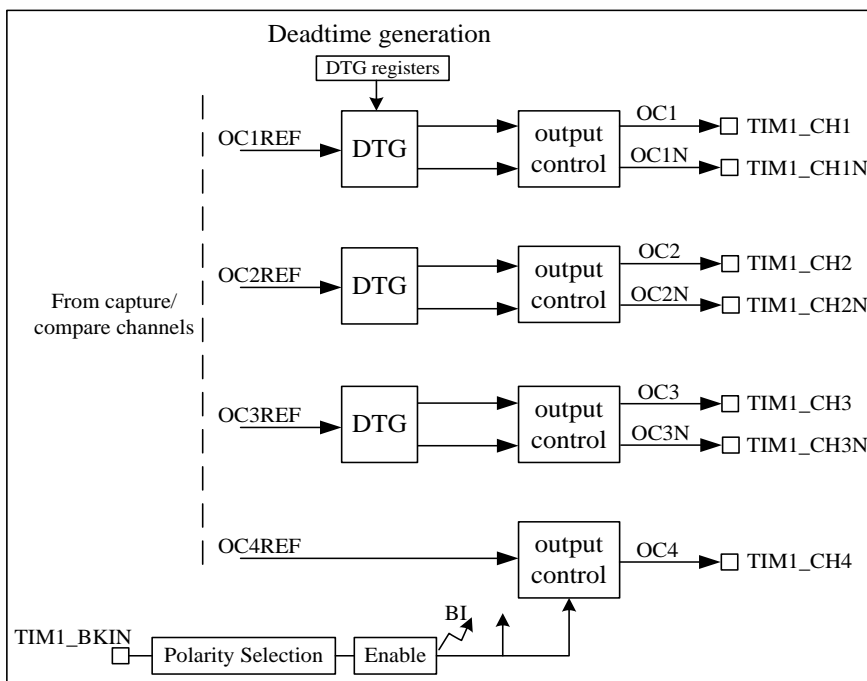 Deadtime generation
DTG registers
OC1REF
DTG
output
control
OC1
OC1N
TIM1_CH1
TIM1_CH1N
OC2REF
DTG
output
control
OC2
OC2N
TIM1_CH2
TIM1_CH2N
From capture/
compare channels
OC3REF
DTG
output
control
OC3
OC3N
TIM1_CH3
TIM1_CH3N
OC4REF
output
control
OC4
TIM1_CH4
BI
TIM1_BKIN
Polarity Selection
Enable